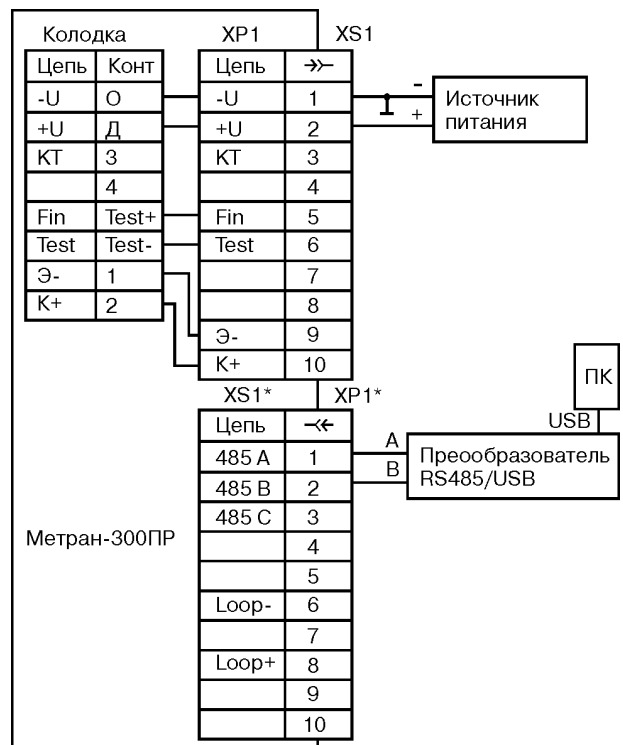 Колодка XP1 XS1
Цепь Конт Цепь
-U О -U 1
+U Д +U 2
КТ 3 КТ 3
4 4
Fin Test+ Fin 5
Test Test- Test 6
Э- 1 7
К+ 2 8
Э- 9
К+ 10
- Источник
+ питания
XS1* XP1*
Цепь
485 A 1
485 B 2
485 C 3
4
5
Loop- 6
7
Loop+ 8
9
10
ПК
USB
A
B
Преообразователь
RS485/USB
Метран-300ПР